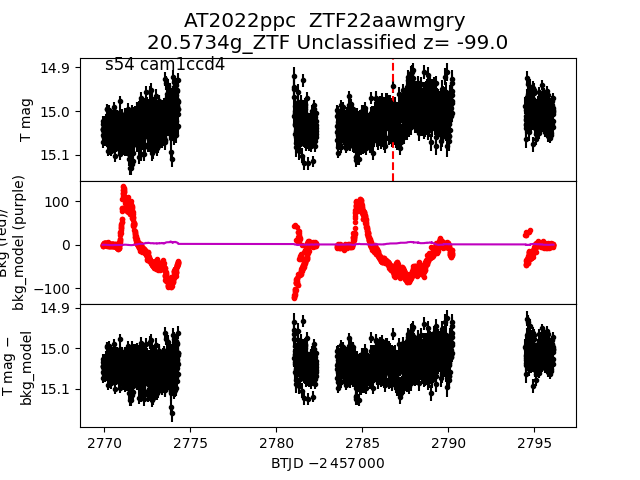 AT2022ppc ZTF22aawmgry
20.5734g_ZTF Unclassified z= -99.0
s54 cam1ccd4
14.9
15.0
15.1
T mag
100
0
−100
Bkg (red)/
bkg_model (purple)
14.9
15.0
15.1
T mag −
bkg_model
2770 2775 2780 2785 2790 2795
BTJD −2 457 000